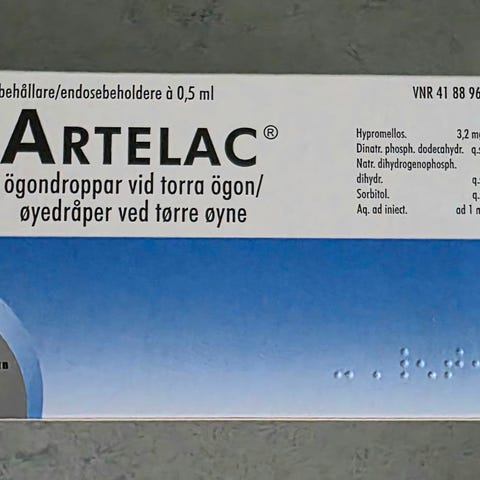 behållare/endosebeholdere à 0,5 ml
VNR 41 88 96
ARTELAC®
ögondroppar vid torra ögon/
øyedråper ved tørre øyne
Hypromellos. 3,2 m
Dinatr. phosph. dodecahydr. q.s
Natr. dihydrogenophosph.
dihydr. q.s
Sorbitol. q.
Aq. ad inject. ad 1 m